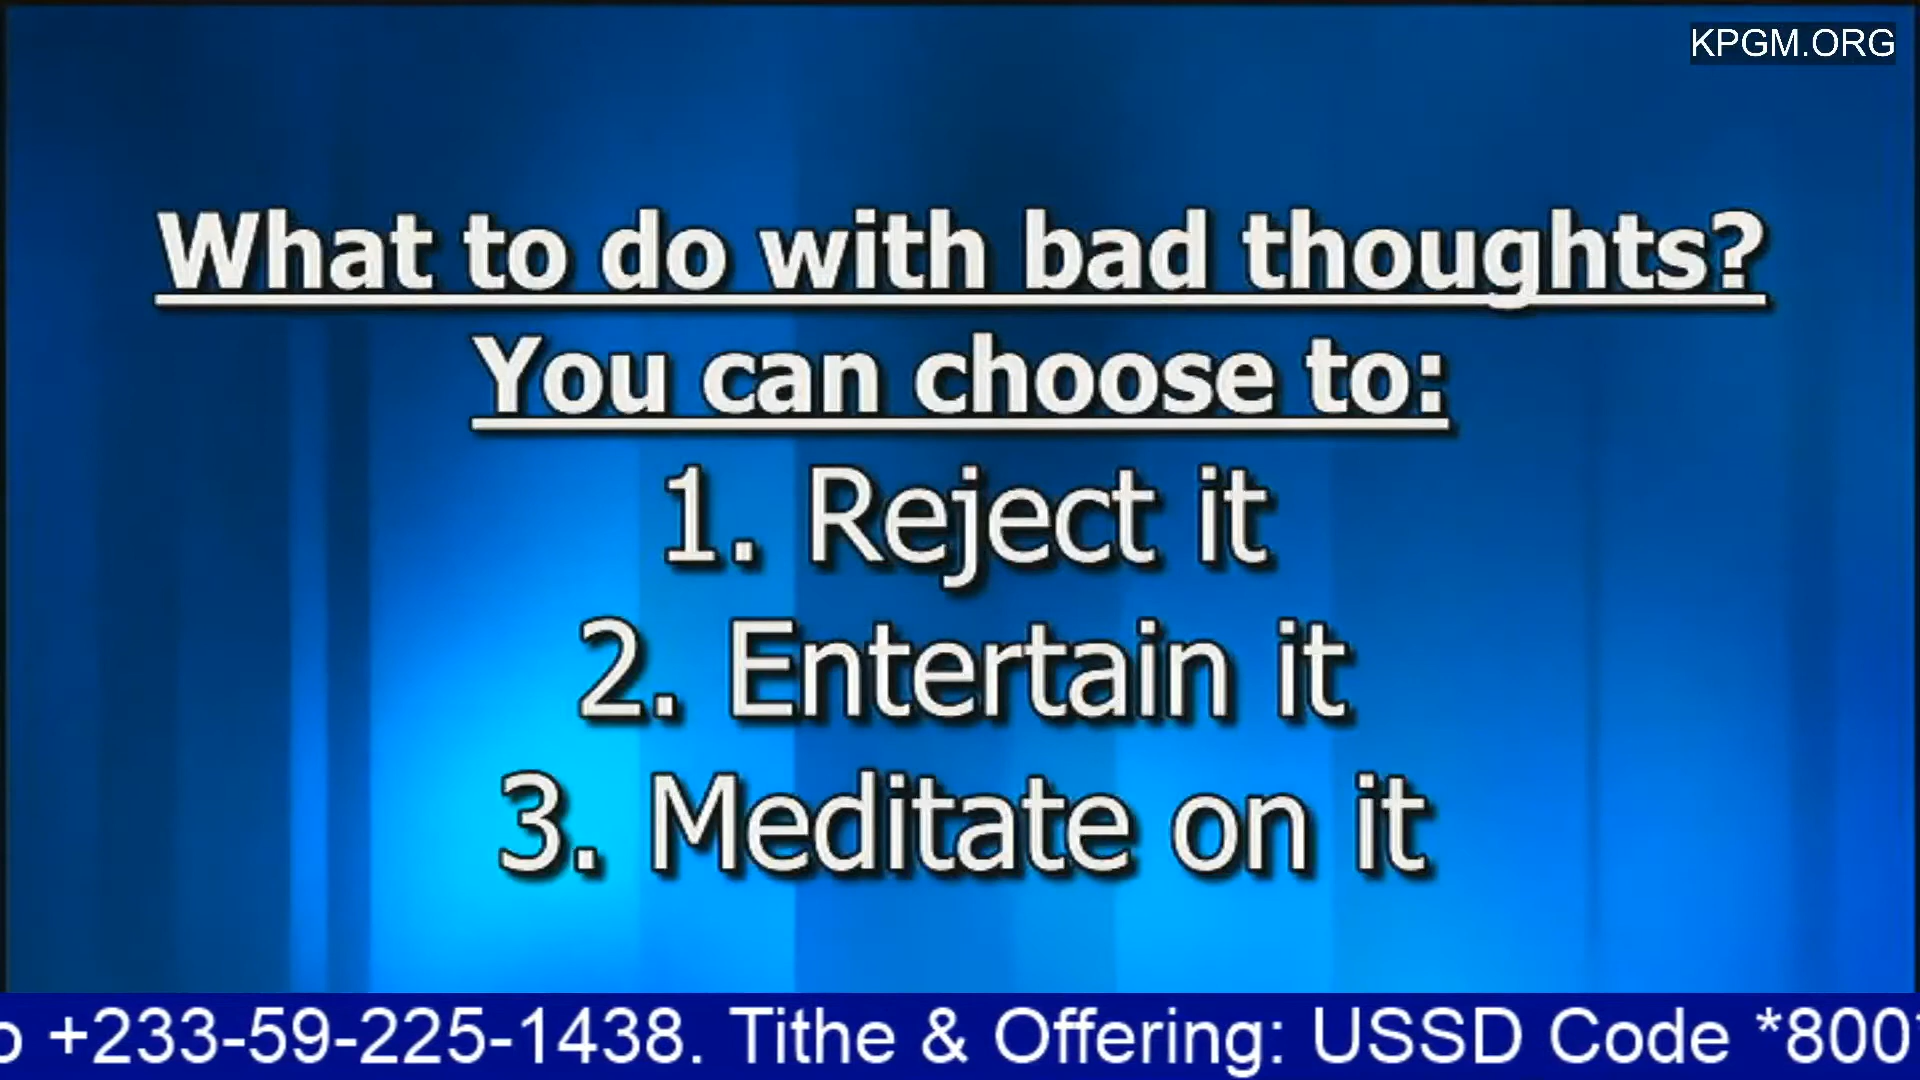 KPGM.ORG
What to do with bad thoughts?
You can choose to:
1. Reject it
2. Entertain it
3. Meditate on it
+233-59-225-1438. Tithe & Offering: USSD Code *800